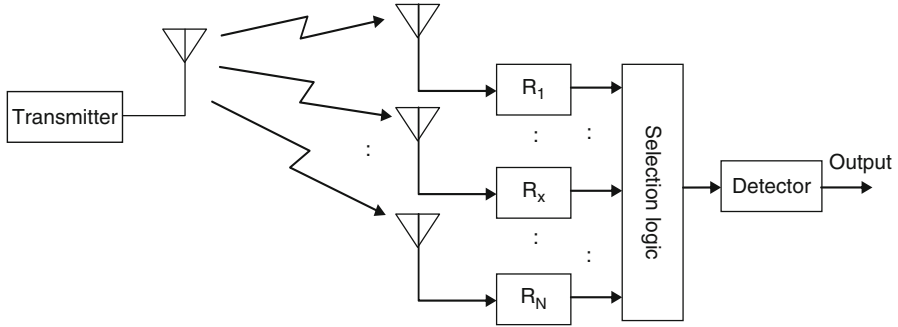 Transmitter
R1
Rx
RN
Selection logic
Detector
Output